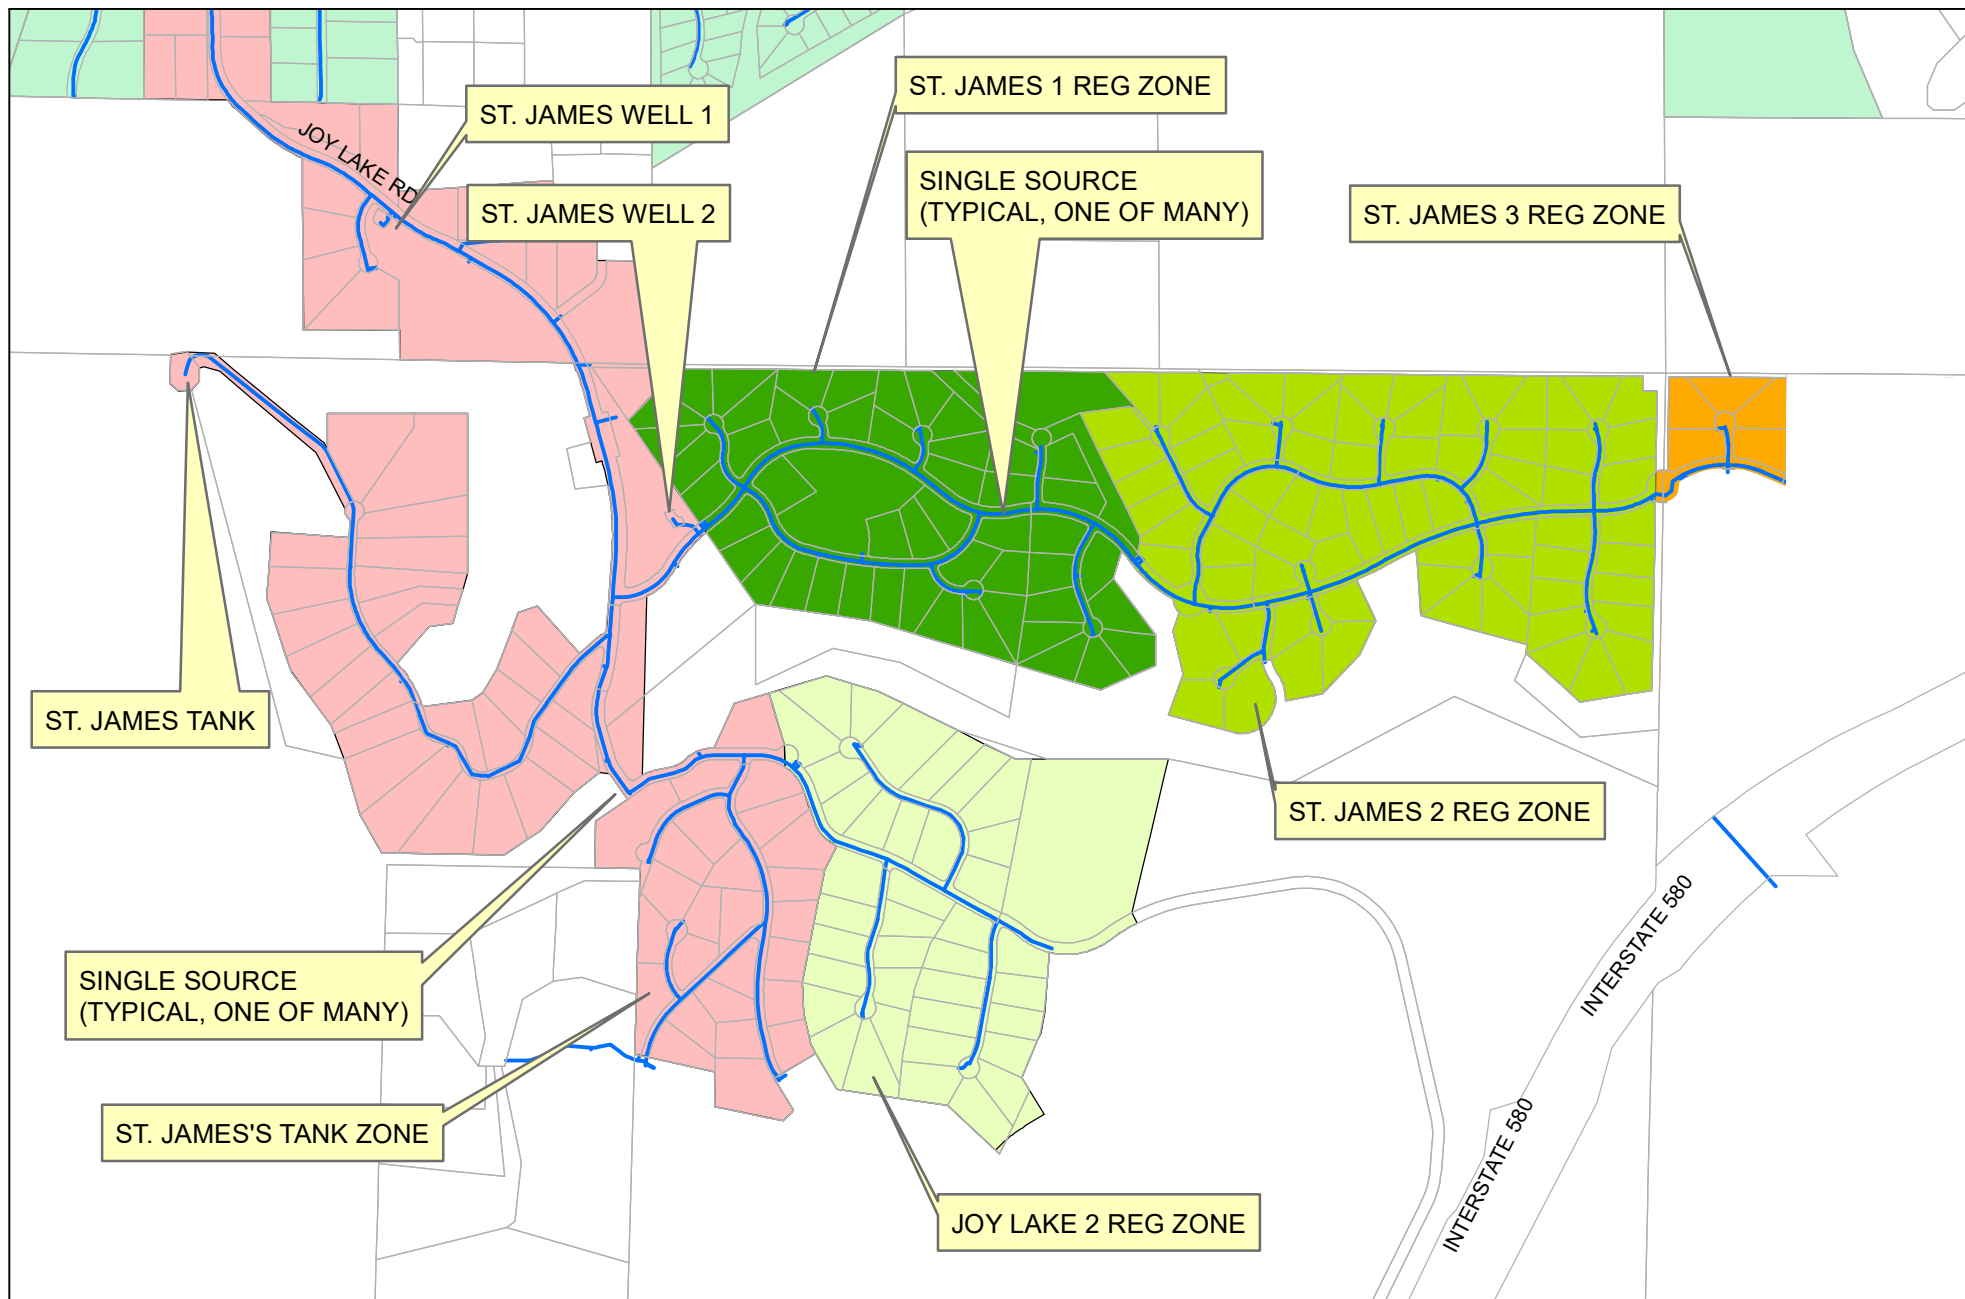 ST. JAMES 1 REG ZONE
ST. JAMES WELL 1
JOY LAKE RD
SINGLE SOURCE
(TYPICAL, ONE OF MANY)
ST. JAMES WELL 2
ST. JAMES 3 REG ZONE
ST. JAMES TANK
ST. JAMES 2 REG ZONE
INTERSTATE 580
SINGLE SOURCE
(TYPICAL, ONE OF MANY)
ST. JAMES'S TANK ZONE
INTERSTATE 580
JOY LAKE 2 REG ZONE